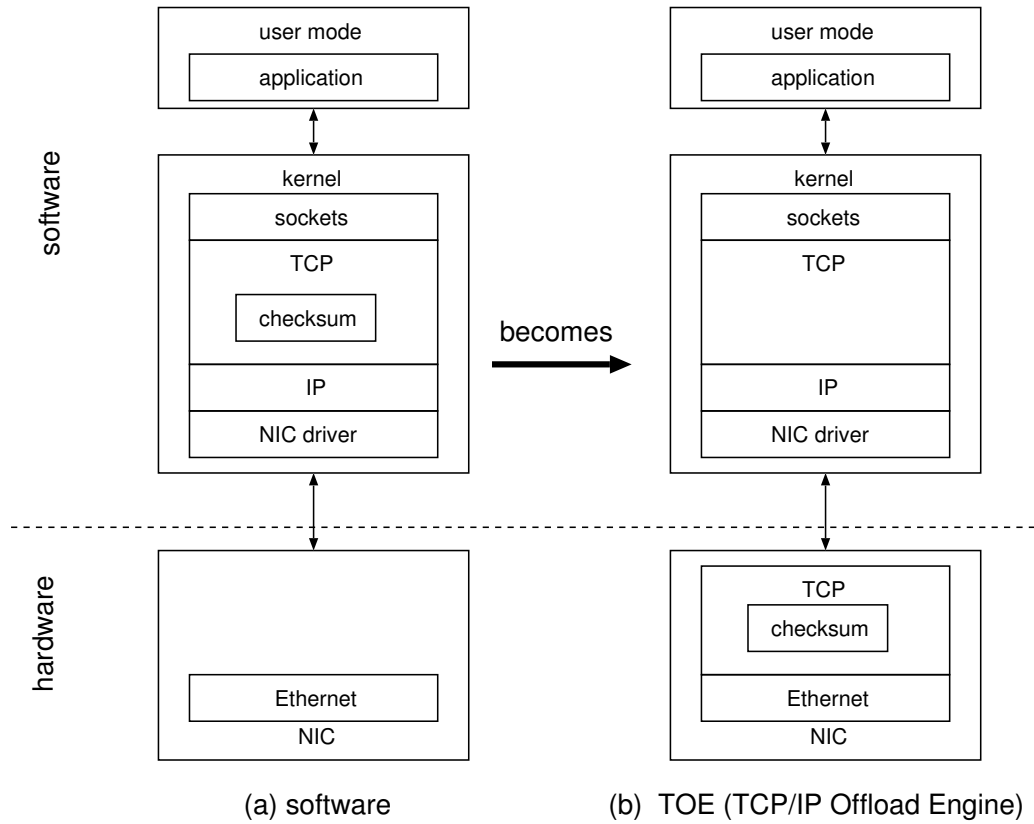 user mode
application
kernel
sockets
TCP
checksum
IP
NIC driver
Ethernet
NIC
(a) software
becomes
user mode
application
kernel
sockets
TCP
IP
NIC driver
TCP
checksum
Ethernet
NIC
(b) TOE (TCP/IP Offload Engine)
software
hardware